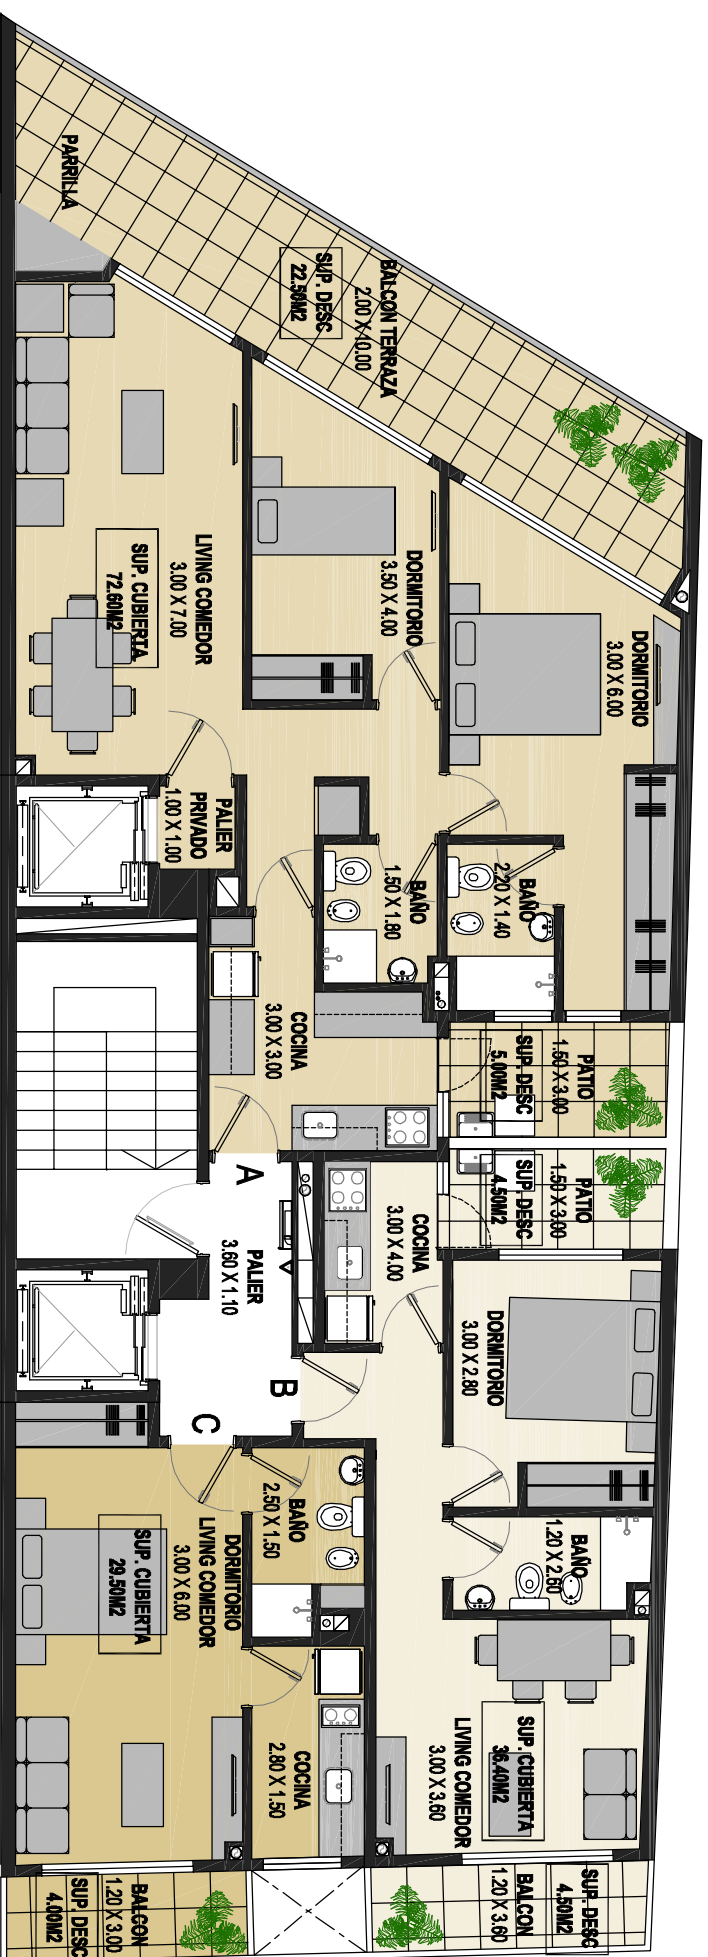 PARRILLA
BALCON TERRAZA
2.00 X 10.00
SUP. DESC
22.50M2
LIVING COMEDOR
3.00 X 7.00
SUP. CUBIERTA
72.60M2
DORMITORIO
3.50 X 4.00
DORMITORIO
3.00 X 6.00
PALIER
PRIVADO
1.00 X 1.00
BAÑO
1.50 X 1.80
BAÑO
2.20 X 1.40
COCINA
3.00 X 3.00
PATIO
1.50 X 3.00
SUP. DESC
5.00M2
PATIO
1.50 X 3.00
SUP. DESC
4.50M2
A
PALIER
3.60 X 1.10
B
C
COCINA
3.00 X 4.00
DORMITORIO
3.00 X 2.80
BAÑO
1.20 X 2.60
BAÑO
2.50 X 1.50
DORMITORIO
LIVING COMEDOR
3.00 X 6.00
SUP. CUBIERTA
29.50M2
COCINA
2.80 X 1.50
SUP. CUBIERTA
36.40M2
LIVING COMEDOR
3.00 X 3.60
BALCON
1.20 X 3.00
SUP. DESC
4.00M2
SUP. DESC
4.50M2
BALCON
1.20 X 3.60